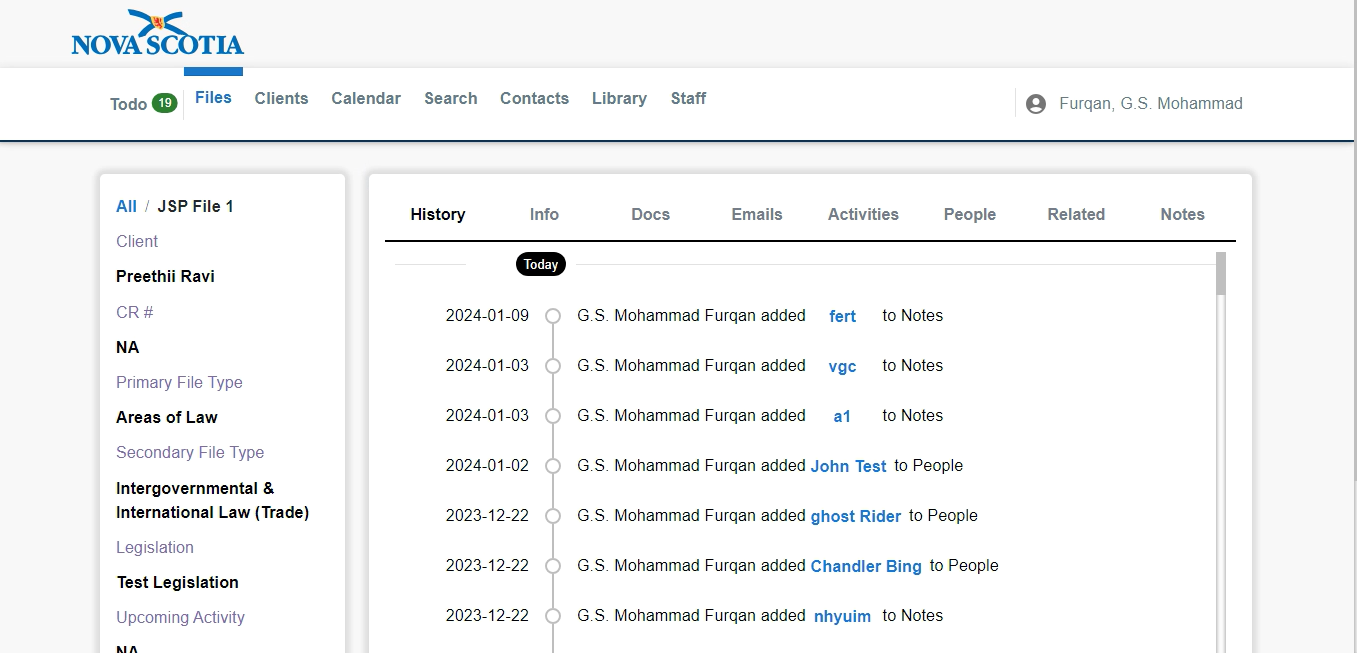 NOVA SCOTIA
Todo 19 Files Clients Calendar Search Contacts Library Staff Furqan, G.S. Mohammad
All / JSP File 1
Client
Preethii Ravi
CR #
NA
Primary File Type
Areas of Law
Secondary File Type
Intergovernmental &
International Law (Trade)
Legislation
Test Legislation
Upcoming Activity
NA
History Info Docs Emails Activities People Related Notes
Today
2024-01-09 G.S. Mohammad Furqan added fert to Notes
2024-01-03 G.S. Mohammad Furqan added vgc to Notes
2024-01-03 G.S. Mohammad Furqan added a1 to Notes
2024-01-02 G.S. Mohammad Furqan added John Test to People
2023-12-22 G.S. Mohammad Furqan added ghost Rider to People
2023-12-22 G.S. Mohammad Furqan added Chandler Bing to People
2023-12-22 G.S. Mohammad Furqan added nhyuim to Notes